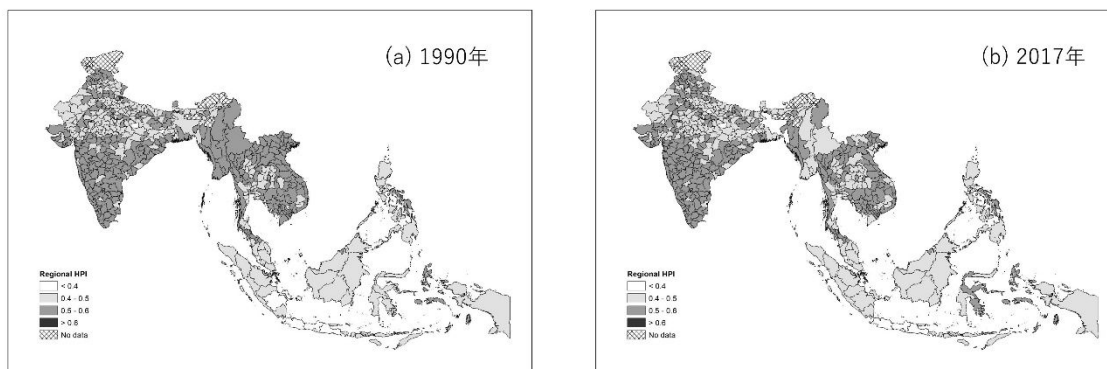 (a) 1990年
Regional HPI
< 0.4
0.4 - 0.5
0.5 - 0.6
> 0.6
No data
(b) 2017年
Regional HPI
< 0.4
0.4 - 0.5
0.5 - 0.6
> 0.6
No data